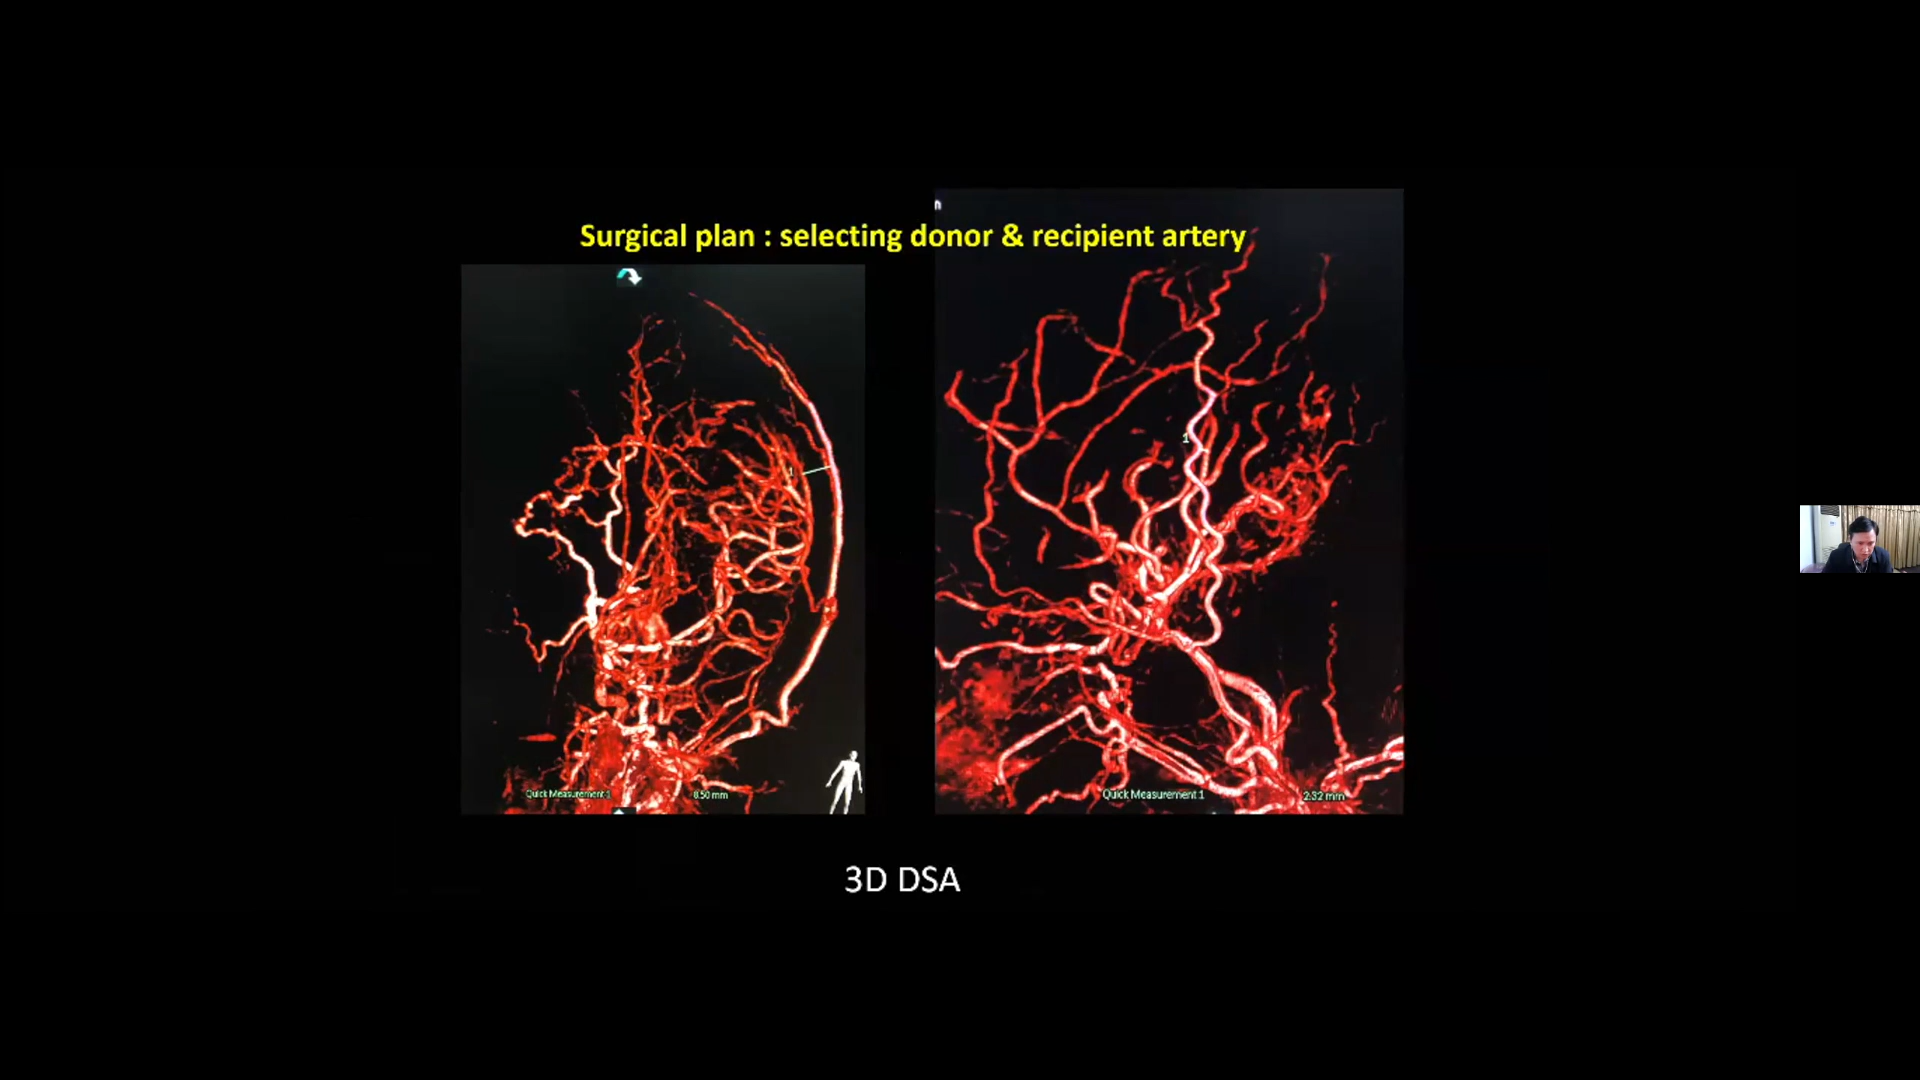 Surgical plan : selecting donor & recipient artery
1
1
Quick Measurement 1
8.50 mm
Quick Measurement 1
2.32 mm
3D DSA